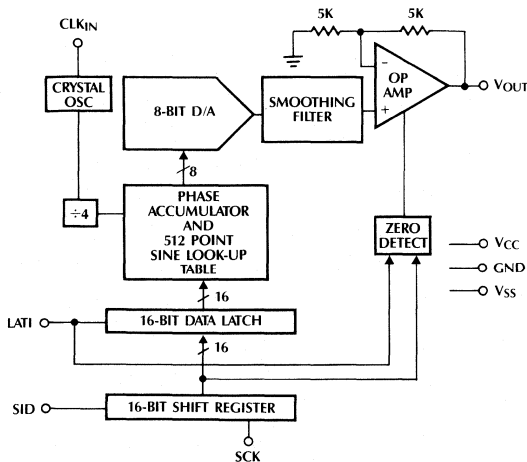 5K
5K
CLKIN
CRYSTAL
OSC
8-BIT D/A
SMOOTHING
FILTER
−
OP
AMP
+
VOUT
8
÷4
PHASE
ACCUMULATOR
AND
512 POINT
SINE LOOK-UP
TABLE
ZERO
DETECT
VCC
GND
VSS
16
LATI
16-BIT DATA LATCH
16
SID
16-BIT SHIFT REGISTER
SCK